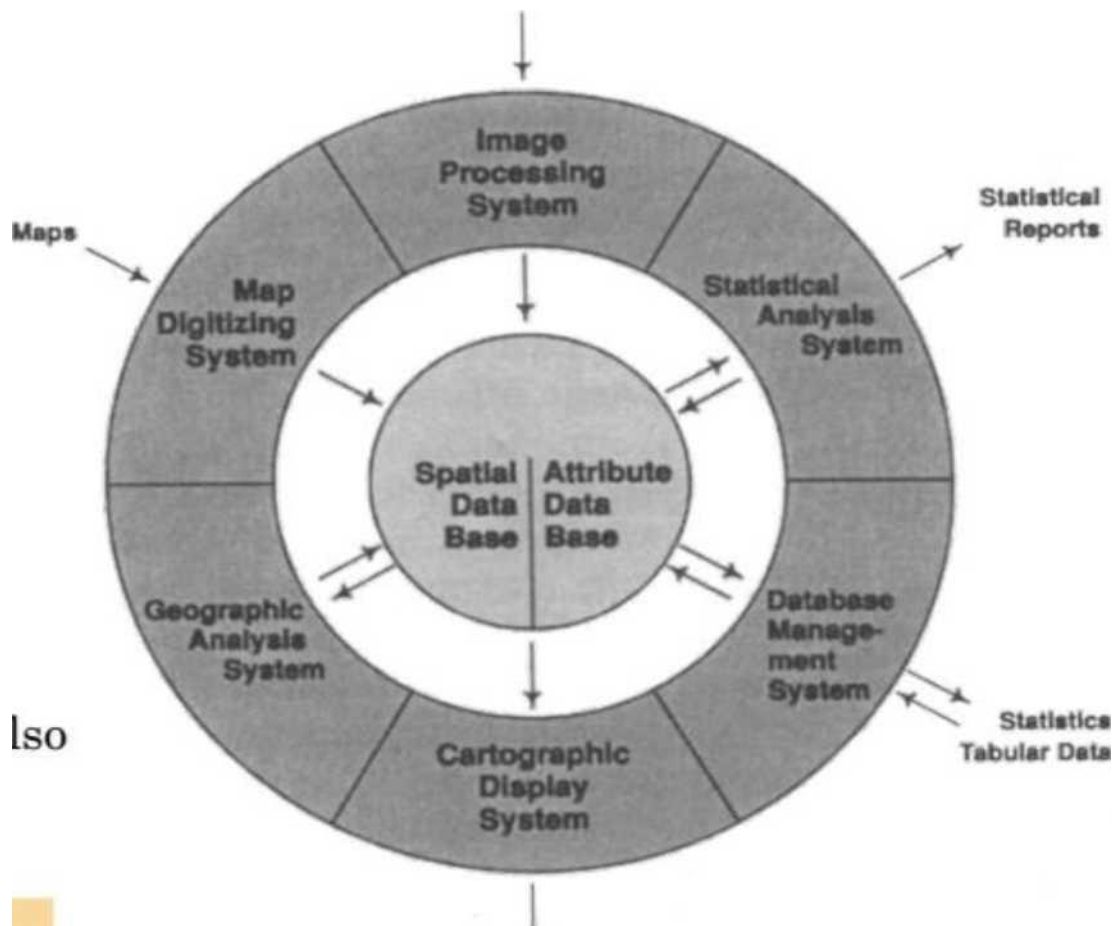 Image
Processing
System
Statistical
Reports
Maps
Map
Digitizing
System
Statistical
Analysis
System
Spatial
Data
Base
Attribute
Data
Base
Geographic
Analysis
System
Database
Manage-
ment
System
Statistics
Tabular Data
lso
Cartographic
Display
System